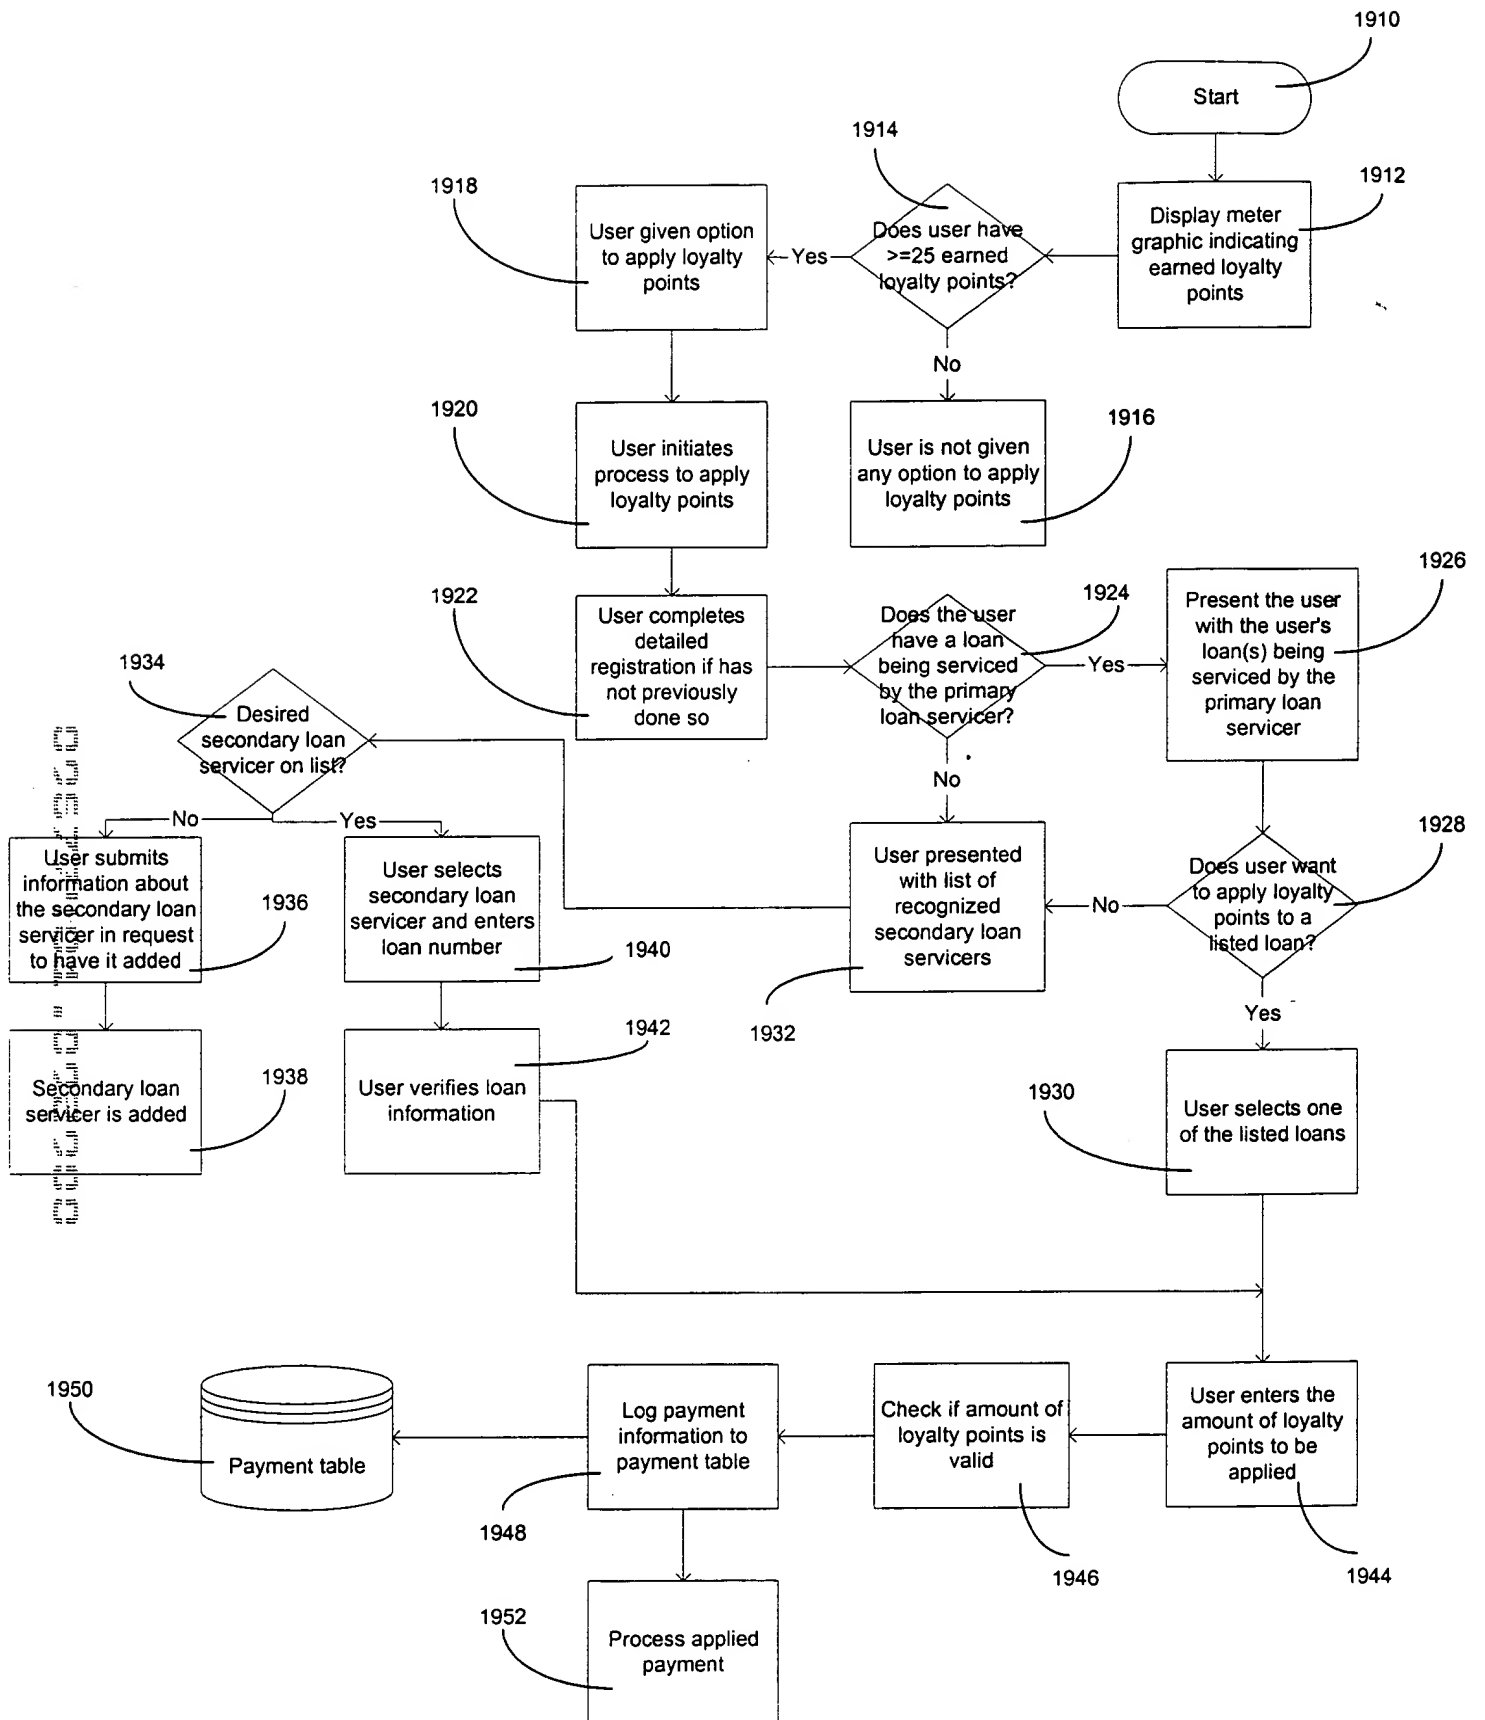 1910
Start
1912
Display meter
graphic indicating
earned loyalty
points
1914
Does user have
>=25 earned
loyalty points?
Yes
No
1918
User given option
to apply loyalty
points
1916
User is not given
any option to apply
loyalty points
1920
User initiates
process to apply
loyalty points
1922
User completes
detailed
registration if has
not previously
done so
1924
Does the user
have a loan
being serviced
by the primary
loan servicer?
Yes
No
1926
Present the user
with the user's
loan(s) being
serviced by the
primary loan
servicer
1928
Does user want
to apply loyalty
points to a
listed loan?
No
Yes
1932
User presented
with list of
recognized
secondary loan
servicers
1934
Desired
secondary loan
servicer on list?
No
Yes
1936
User submits
information about
the secondary loan
servicer in request
to have it added
1940
User selects
secondary loan
servicer and enters
loan number
1938
Secondary loan
servicer is added
1942
User verifies loan
information
1930
User selects one
of the listed loans
1944
User enters the
amount of loyalty
points to be
applied
1946
Check if amount of
loyalty points is
valid
1948
Log payment
information to
payment table
1950
Payment table
1952
Process applied
payment